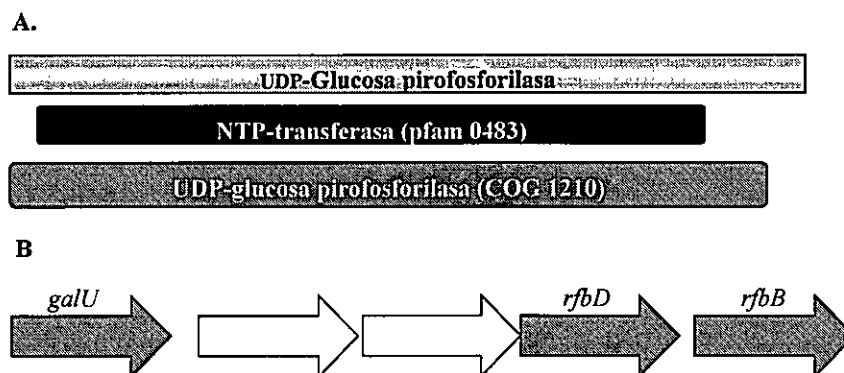 A.
UDP-Glucosa pirofosforilasa
NTP-transferasa (pfam 0483)
UDP-glucosa pirofosforilasa (COG 1210)
B
galU rfbD rfbB